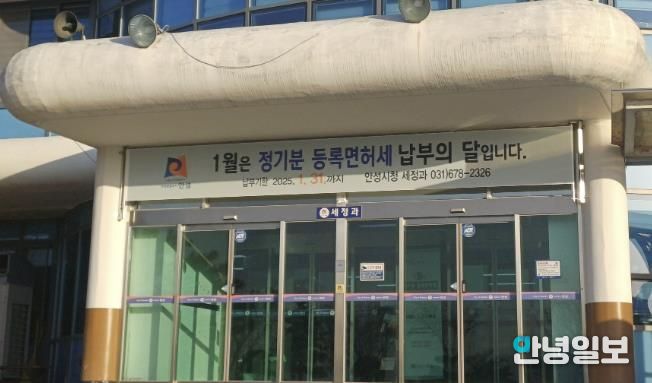 1월은 정기분 등록면허세 납부의 달입니다.
납부기한 2025. 1. 31.까지 안성시청 세정과 031)678-2326
안성
세정과
안녕일보